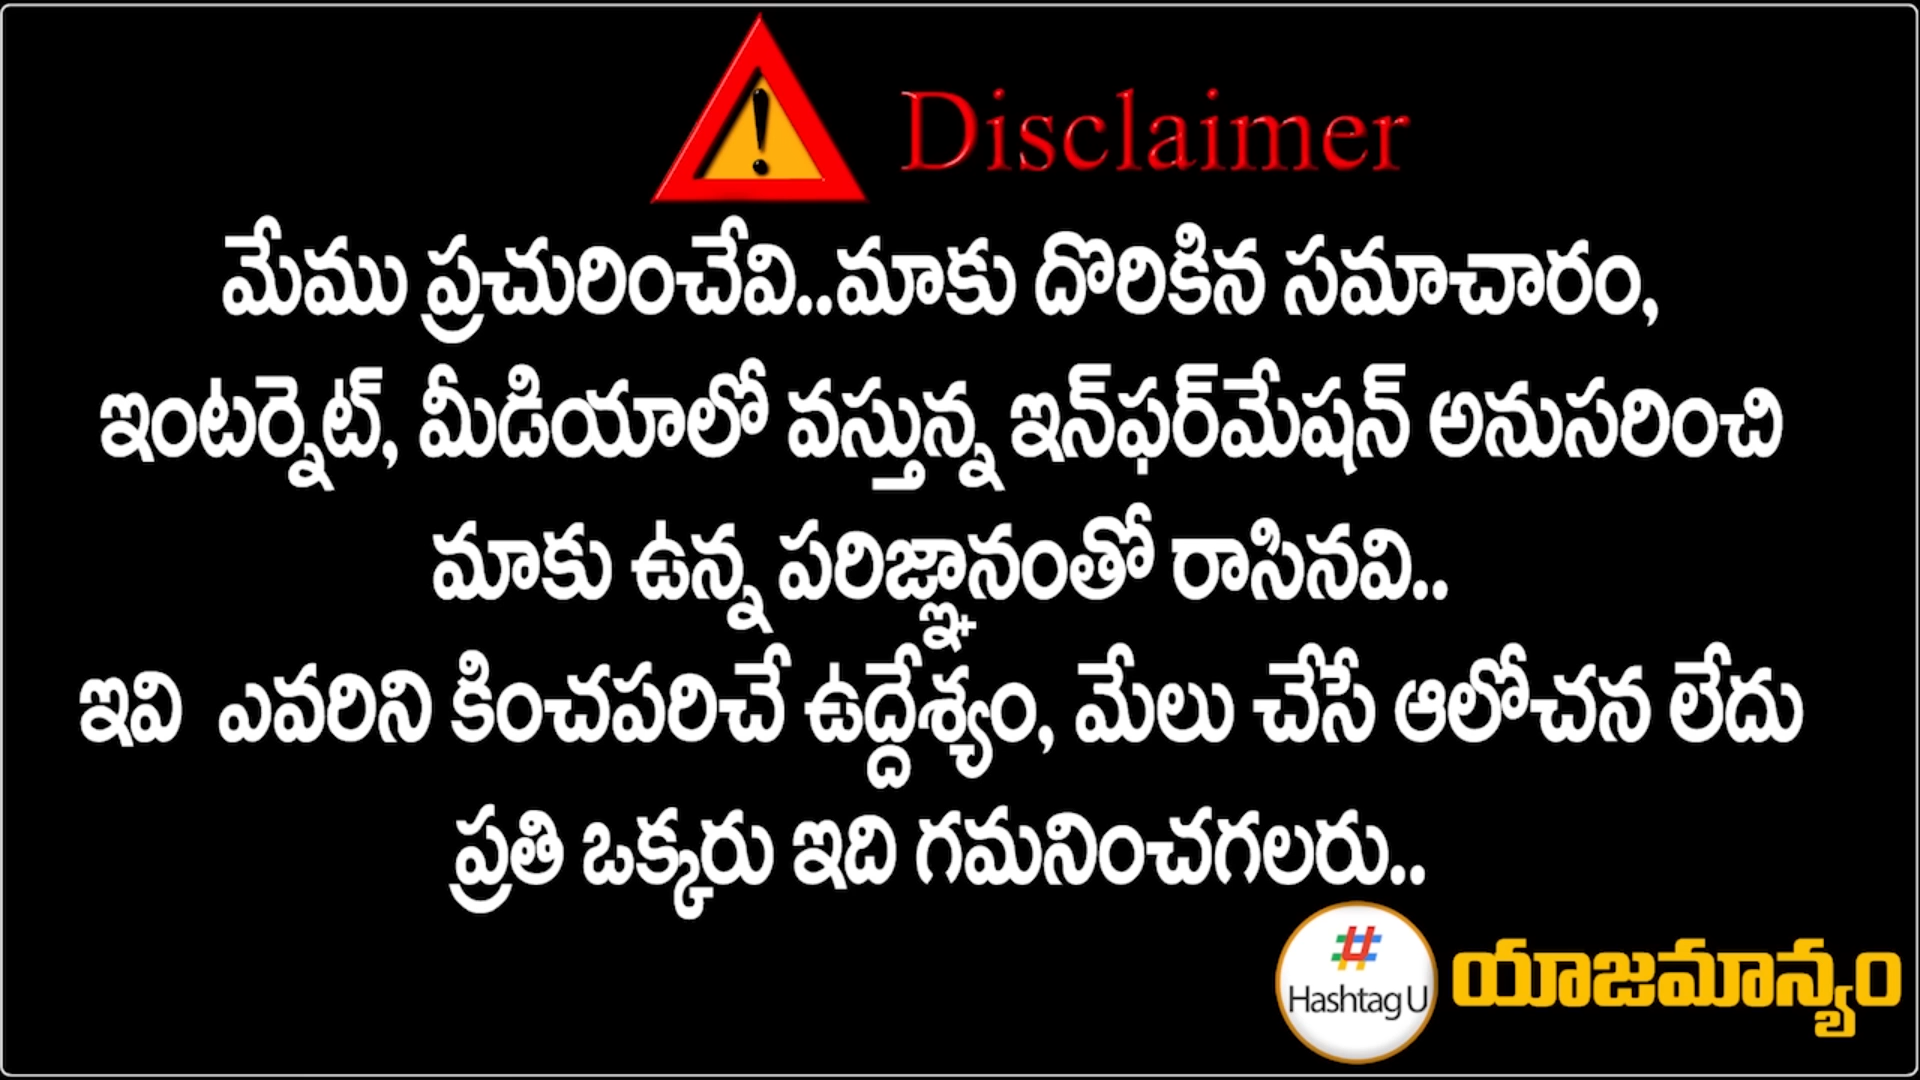 Disclaimer
మేము ప్రచురించేవి..మాకు దొరికిన సమాచారం,
ఇంటర్నెట్, మీడియాలో వస్తున్న ఇన్‌ఫర్‌మేషన్ అనుసరించి
మాకు ఉన్న పరిజ్ఞానంతో రాసినవి..
ఇవి ఎవరిని కించపరిచే ఉద్దేశ్యం, మేలు చేసే ఆలోచన లేదు
ప్రతి ఒక్కరు ఇది గమనించగలరు..
# Hashtag U
యాజమాన్యం